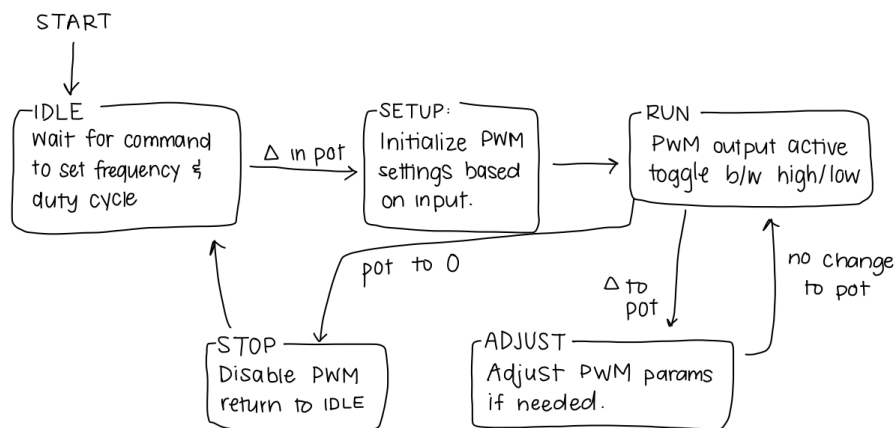 START
IDLE
Wait for command
to set frequency &
duty cycle
Δ in pot
SETUP:
Initialize PWM
settings based
on input.
RUN
PWM output active
toggle b/w high/low
pot to 0
Δ to
pot
no change
to pot
STOP
Disable PWM
return to IDLE
ADJUST
Adjust PWM params
if needed.